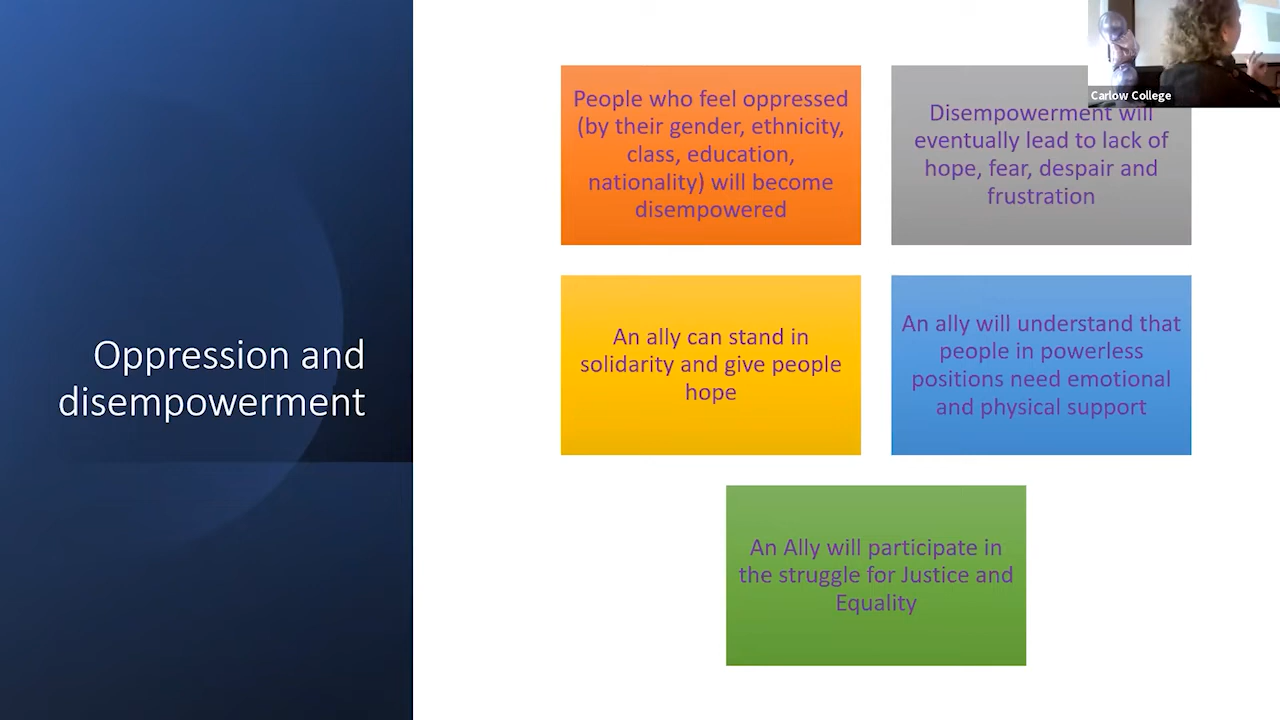 Oppression and
disempowerment
People who feel oppressed
(by their gender, ethnicity,
class, education,
nationality) will become
disempowered
Carlow College
Disempowerment will
eventually lead to lack of
hope, fear, despair and
frustration
An ally can stand in
solidarity and give people
hope
An ally will understand that
people in powerless
positions need emotional
and physical support
An Ally will participate in
the struggle for Justice and
Equality